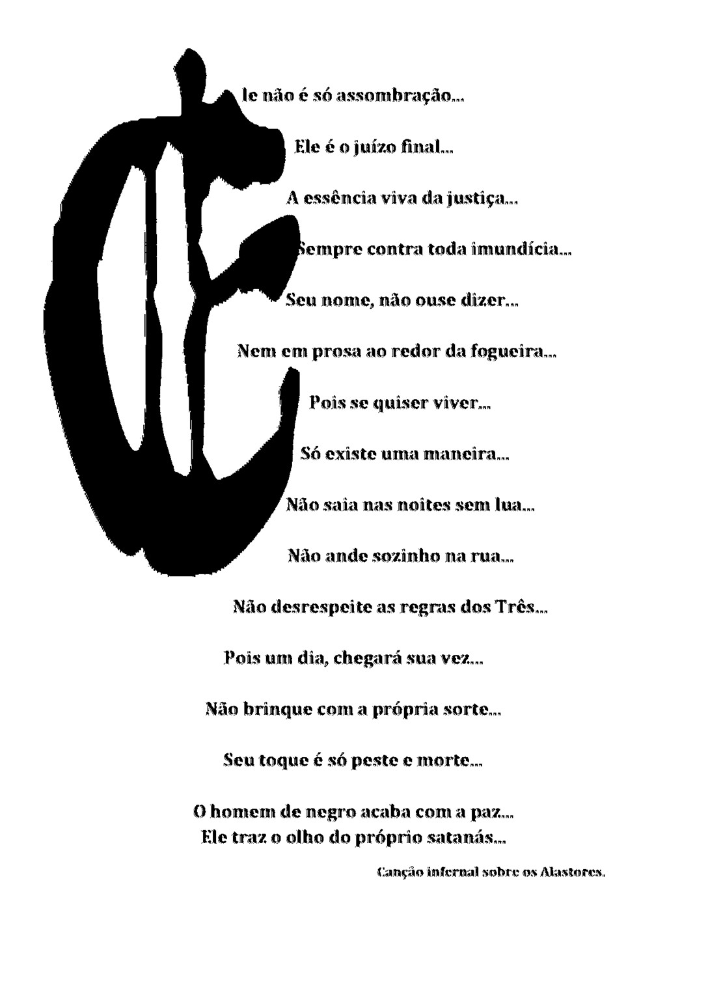 Ele não é só assombração...
Ele é o juízo final...
A essência viva da justiça...
Sempre contra toda imundícia...
Seu nome, não ouse dizer...
Nem em prosa ao redor da fogueira...
Pois se quiser viver...
Só existe uma maneira...
Não saia nas noites sem lua...
Não ande sozinho na rua...
Não desrespeite as regras dos Três...
Pois um dia, chegará sua vez...
Não brinque com a própria sorte...
Seu toque é só peste e morte...
O homem de negro acaba com a paz...
Ele traz o olho do próprio satanás...
Canção infernal sobre os Alastores.